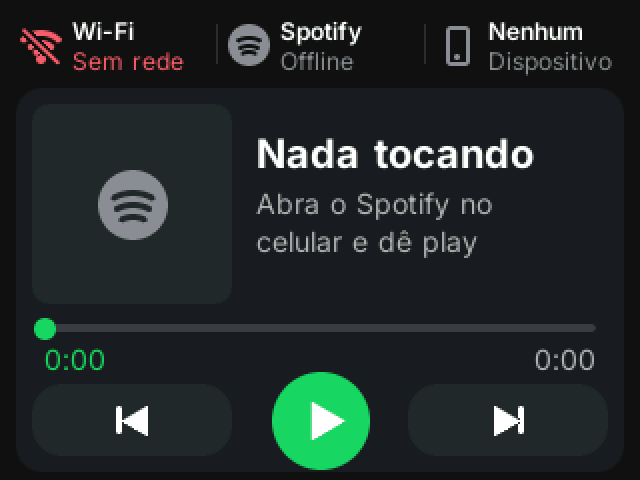 Wi-Fi
Sem rede
Spotify
Offline
Nenhum
Dispositivo
Nada tocando
Abra o Spotify no
celular e dê play
0:00
0:00